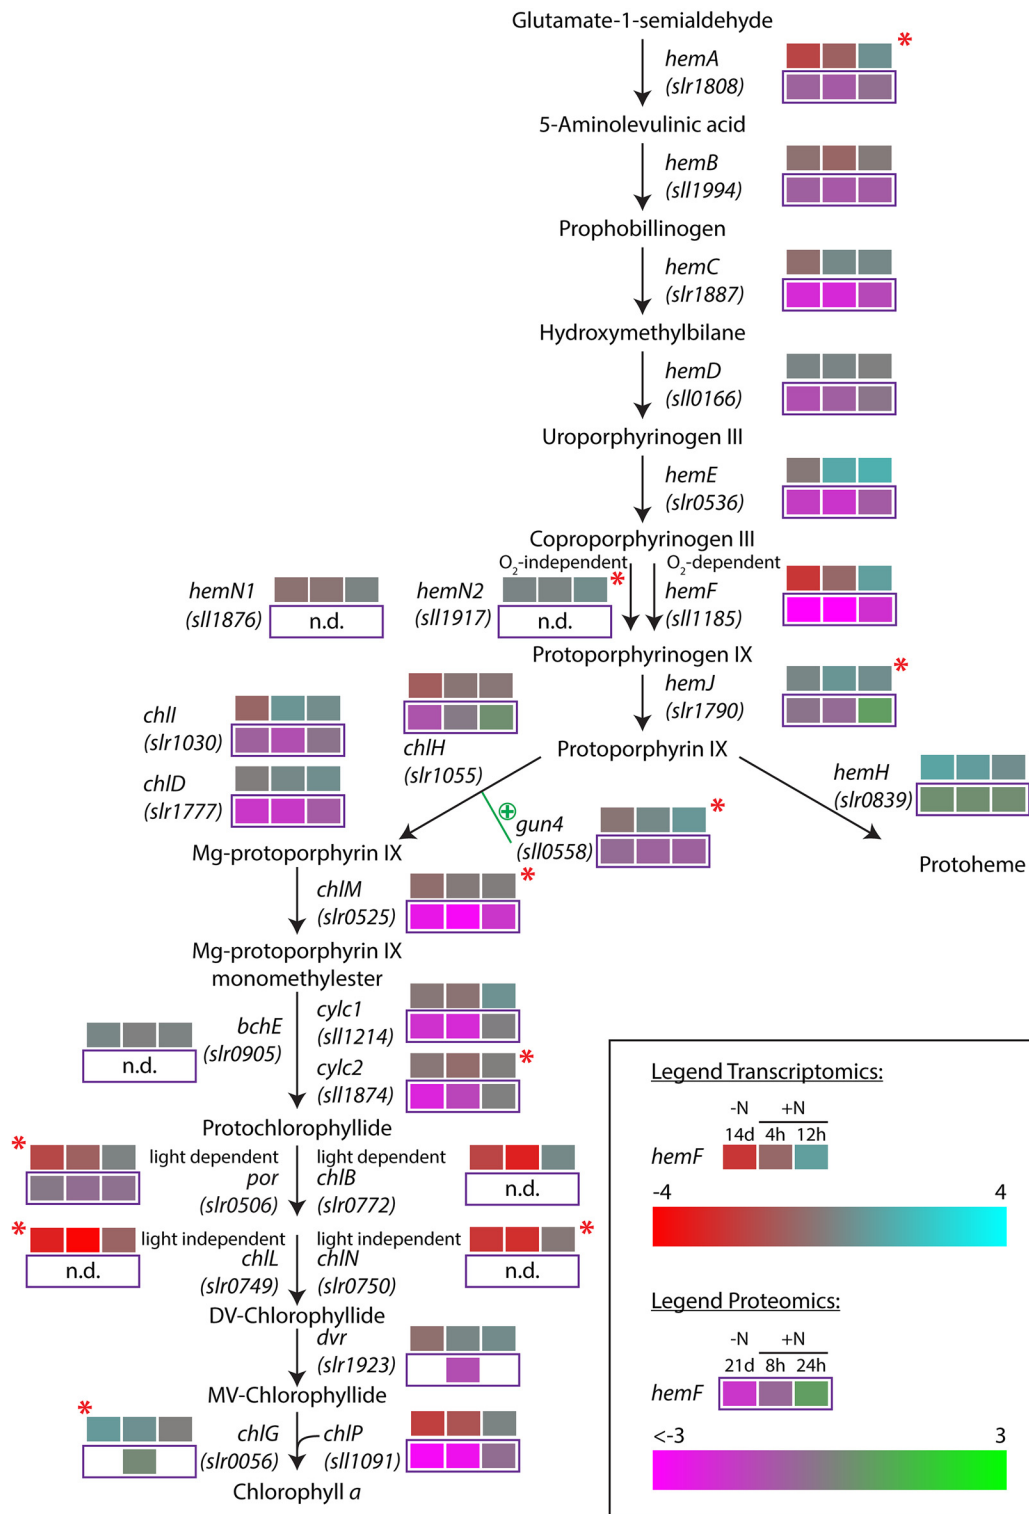 Glutamate-1-semialdehyde
hemA
(slr1808)
*
5-Aminolevulinic acid
hemB
(sll1994)
Prophobillinogen
hemC
(slr1887)
Hydroxymethylbilane
hemD
(sll0166)
Uroporphyrinogen III
hemE
(slr0536)
Coproporphyrinogen III
O2-independent
O2-dependent
hemN1
(sll1876)
n.d.
hemN2
(sll1917)
n.d.
*
hemF
(sll1185)
Protoporphyrinogen IX
hemJ
(slr1790)
*
chlI
(slr1030)
chlD
(slr1777)
chlH
(slr1055)
Protoporphyrin IX
hemH
(slr0839)
+
gun4
(sll0558)
*
Mg-protoporphyrin IX
Protoheme
chlM
(slr0525)
*
Mg-protoporphyrin IX
monomethylester
bchE
(slr0905)
n.d.
cylc1
(sll1214)
cylc2
(sll1874)
*
Protochlorophyllide
*
light dependent
por
(slr0506)
light dependent
chlB
(slr0772)
n.d.
*
n.d.
light independent
chlL
(slr0749)
light independent
chlN
(slr0750)
n.d.
*
DV-Chlorophyllide
dvr
(slr1923)
MV-Chlorophyllide
*
chlG
(slr0056)
chlP
(sll1091)
Chlorophyll a
Legend Transcriptomics:
-N +N
14d 4h 12h
hemF
-4 4
Legend Proteomics:
-N +N
21d 8h 24h
hemF
<-3 3